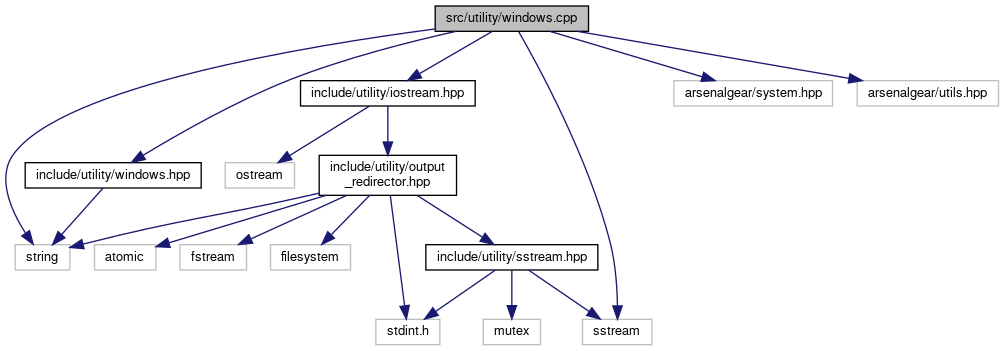 src/utility/windows.cpp
include/utility/iostream.hpp
arsenalgear/system.hpp
arsenalgear/utils.hpp
include/utility/windows.hpp
ostream
include/utility/output
_redirector.hpp
string
atomic
fstream
filesystem
include/utility/sstream.hpp
stdint.h
mutex
sstream